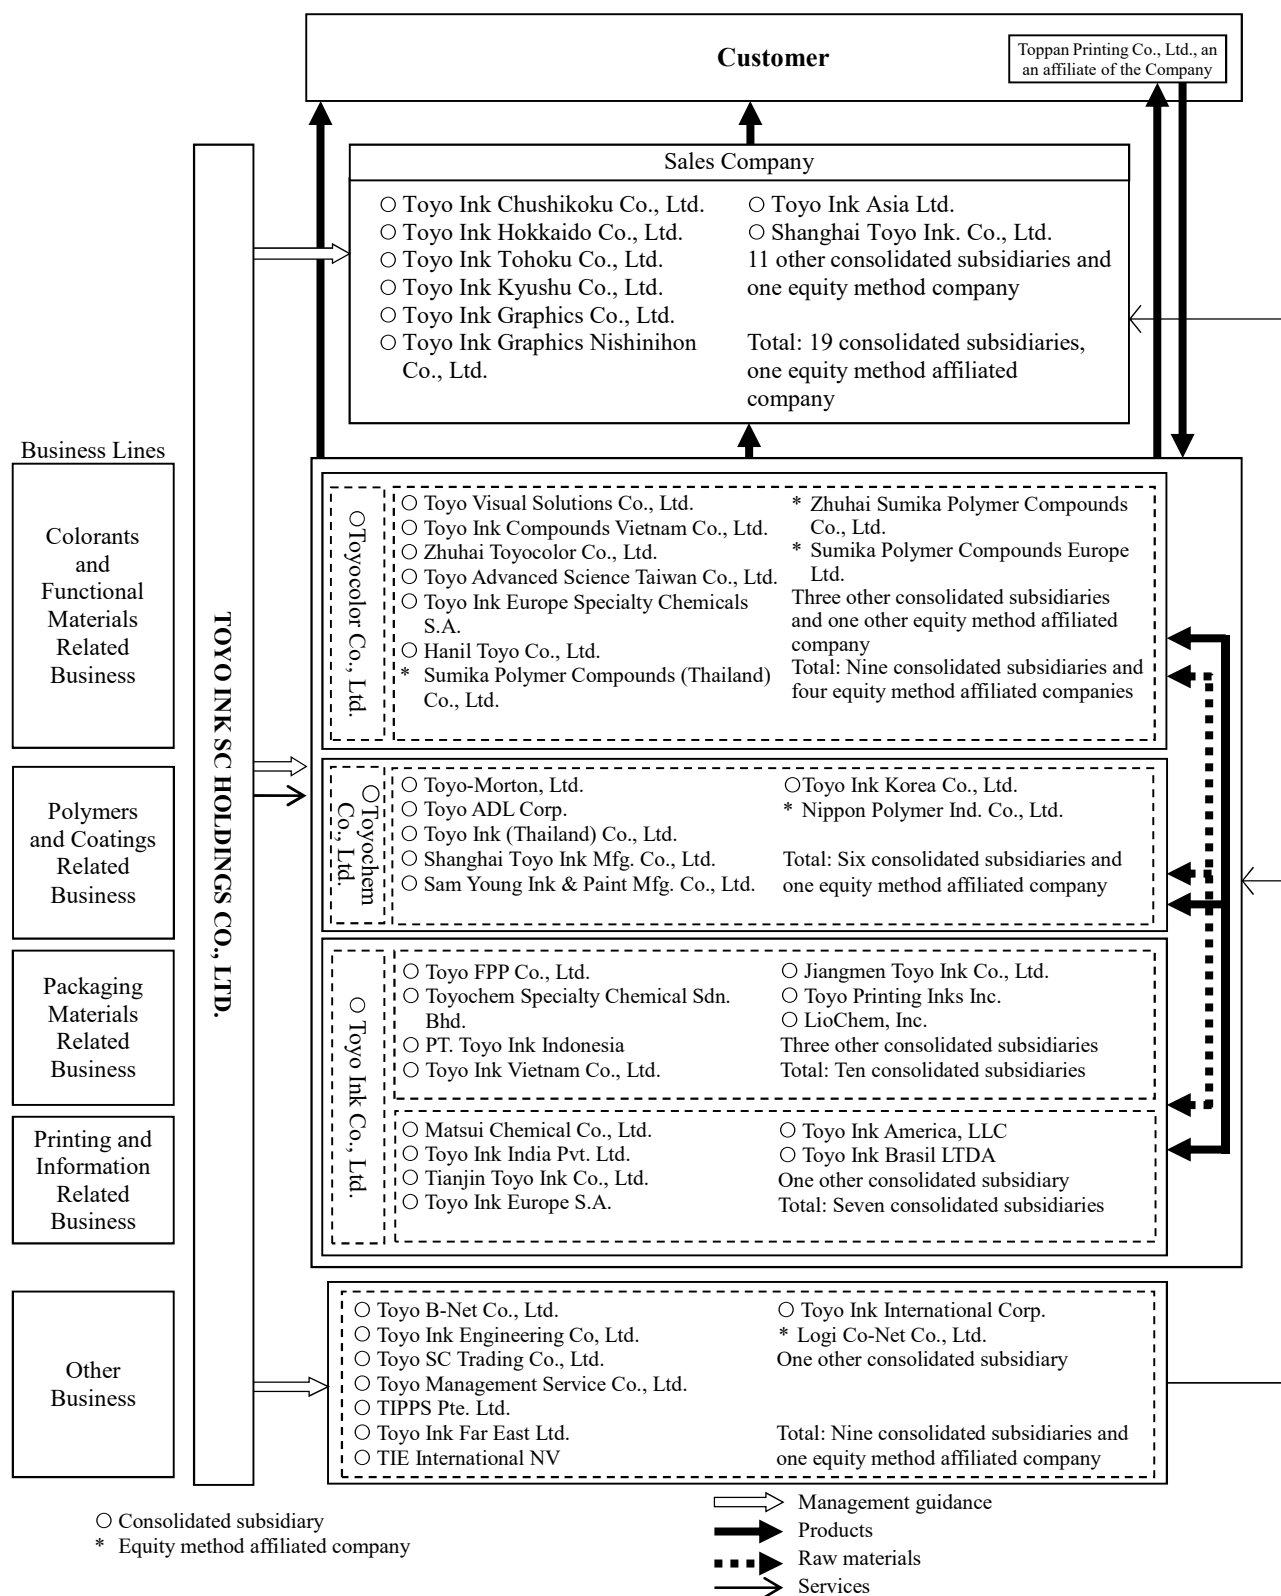 Customer
Toppan Printing Co., Ltd., an
an affiliate of the Company
Sales Company
○ Toyo Ink Chushikoku Co., Ltd.
○ Toyo Ink Hokkaido Co., Ltd.
○ Toyo Ink Tohoku Co., Ltd.
○ Toyo Ink Kyushu Co., Ltd.
○ Toyo Ink Graphics Co., Ltd.
○ Toyo Ink Graphics Nishinihon
Co., Ltd.
○ Toyo Ink Asia Ltd.
○ Shanghai Toyo Ink. Co., Ltd.
11 other consolidated subsidiaries and
one equity method company
Total: 19 consolidated subsidiaries,
one equity method affiliated
company
TOYO INK SC HOLDINGS CO., LTD.
Business Lines
Colorants
and
Functional
Materials
Related
Business
○Toyocolor Co., Ltd.
○ Toyo Visual Solutions Co., Ltd.
○ Toyo Ink Compounds Vietnam Co., Ltd.
○ Zhuhai Toyocolor Co., Ltd.
○ Toyo Advanced Science Taiwan Co., Ltd.
○ Toyo Ink Europe Specialty Chemicals
S.A.
○ Hanil Toyo Co., Ltd.
* Sumika Polymer Compounds (Thailand)
Co., Ltd.
* Zhuhai Sumika Polymer Compounds
Co., Ltd.
* Sumika Polymer Compounds Europe
Ltd.
Three other consolidated subsidiaries
and one other equity method affiliated
company
Total: Nine consolidated subsidiaries and
four equity method affiliated companies
Polymers
and Coatings
Related
Business
○Toyochem
Co., Ltd.
○ Toyo-Morton, Ltd.
○ Toyo ADL Corp.
○ Toyo Ink (Thailand) Co., Ltd.
○ Shanghai Toyo Ink Mfg. Co., Ltd.
○ Sam Young Ink & Paint Mfg. Co., Ltd.
○Toyo Ink Korea Co., Ltd.
* Nippon Polymer Ind. Co., Ltd.
Total: Six consolidated subsidiaries and
one equity method affiliated company
Packaging
Materials
Related
Business
○ Toyo Ink Co., Ltd.
○ Toyo FPP Co., Ltd.
○ Toyochem Specialty Chemical Sdn.
Bhd.
○ PT. Toyo Ink Indonesia
○ Toyo Ink Vietnam Co., Ltd.
○ Jiangmen Toyo Ink Co., Ltd.
○ Toyo Printing Inks Inc.
○ LioChem, Inc.
Three other consolidated subsidiaries
Total: Ten consolidated subsidiaries
Printing and
Information
Related
Business
○ Matsui Chemical Co., Ltd.
○ Toyo Ink India Pvt. Ltd.
○ Tianjin Toyo Ink Co., Ltd.
○ Toyo Ink Europe S.A.
○ Toyo Ink America, LLC
○ Toyo Ink Brasil LTDA
One other consolidated subsidiary
Total: Seven consolidated subsidiaries
Other
Business
○ Toyo B-Net Co., Ltd.
○ Toyo Ink Engineering Co, Ltd.
○ Toyo SC Trading Co., Ltd.
○ Toyo Management Service Co., Ltd.
○ TIPPS Pte. Ltd.
○ Toyo Ink Far East Ltd.
○ TIE International NV
○ Toyo Ink International Corp.
* Logi Co-Net Co., Ltd.
One other consolidated subsidiary
Total: Nine consolidated subsidiaries and
one equity method affiliated company
○ Consolidated subsidiary
* Equity method affiliated company
Management guidance
Products
Raw materials
Services